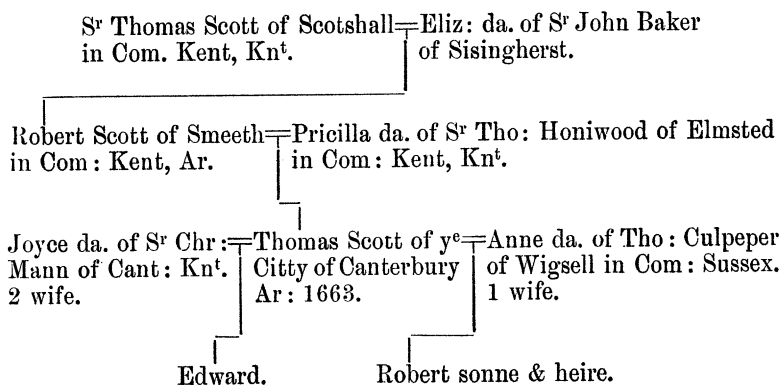 Sʳ Thomas Scott of Scotshall=Eliz: da. of Sʳ John Baker
in Com. Kent, Knᵗ. of Sisingherst.
Robert Scott of Smeeth=Pricilla da. of Sʳ Tho: Honiwood of Elmsted
in Com: Kent, Ar. in Com: Kent, Knᵗ.
Joyce da. of Sʳ Chr:=Thomas Scott of yᵉ=Anne da. of Tho: Culpeper
Mann of Cant: Knᵗ. Citty of Canterbury of Wigsell in Com: Sussex.
2 wife. Ar: 1663. 1 wife.
Edward. Robert sonne & heire.